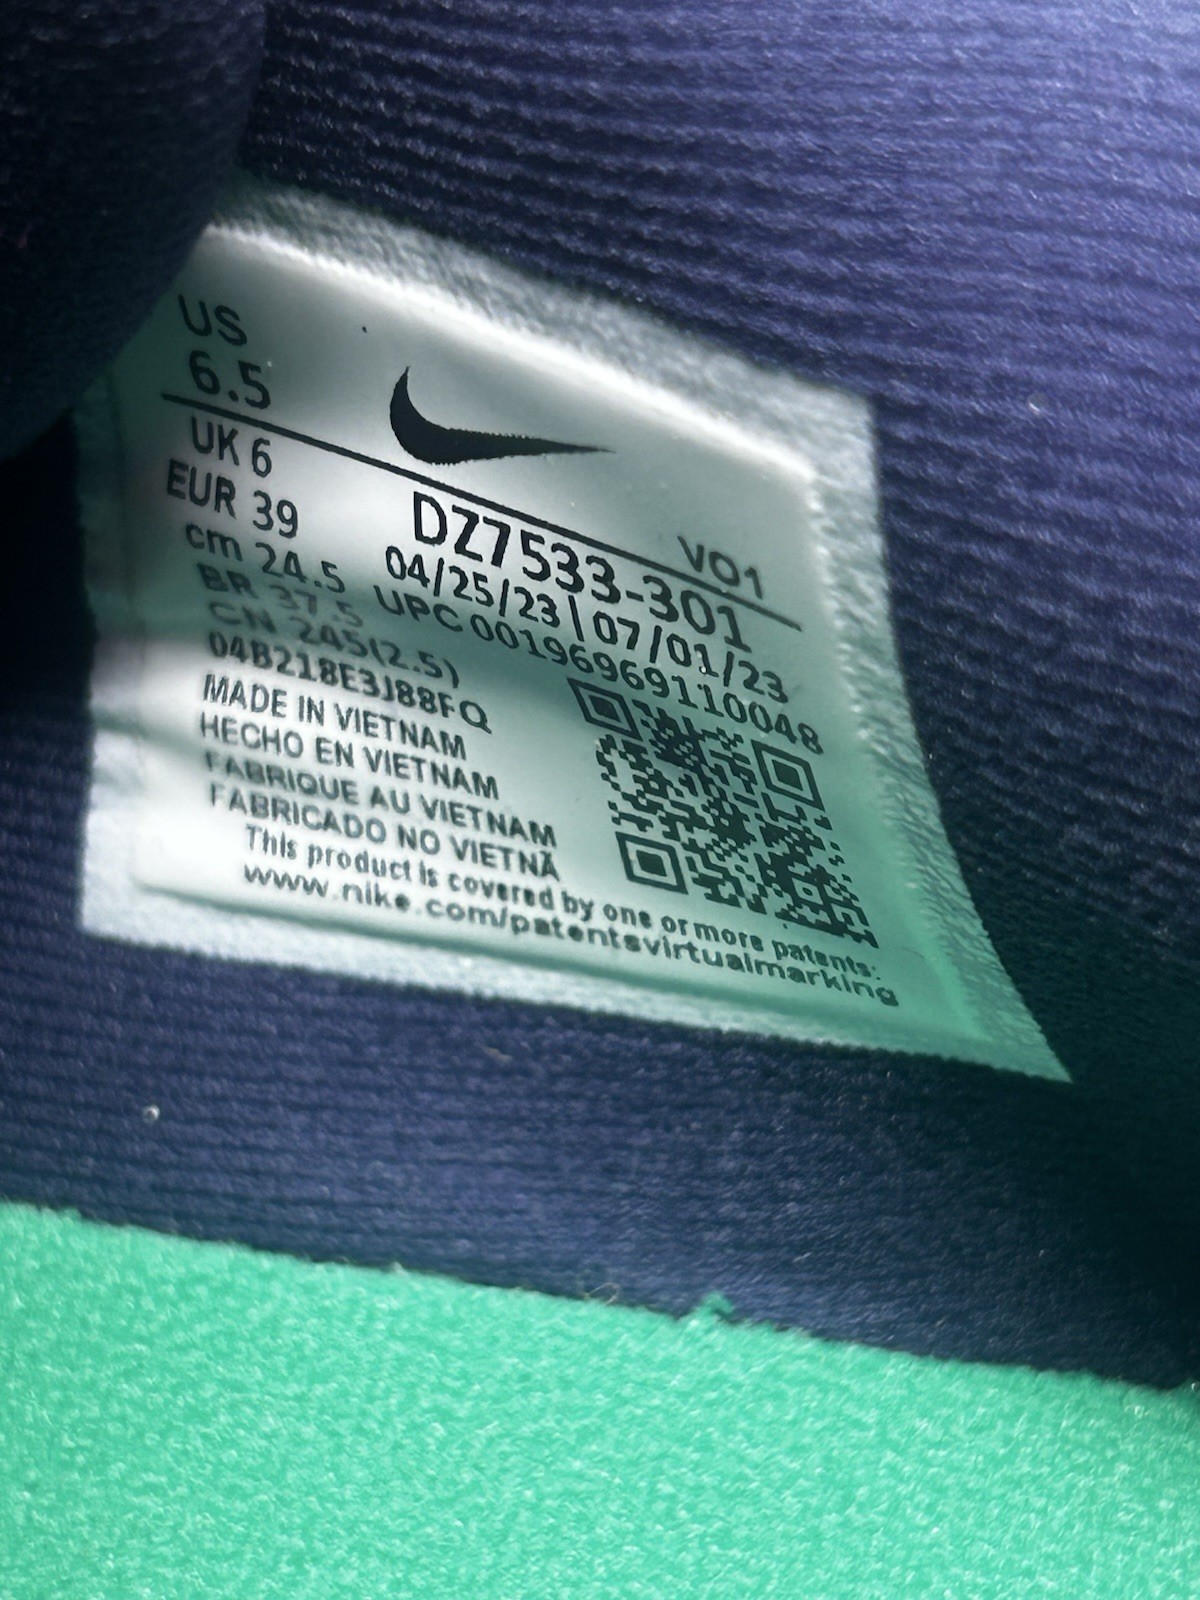 US
6.5
UK 6
EUR 39
cm 24.5
BR 37.5
CN 245(2.5)
VO1
DZ7533-301
04/25/23 | 07/01/23
UPC 00196969110048
04B218E3J88FQ
MADE IN VIETNAM
HECHO EN VIETNAM
FABRIQUE AU VIETNAM
FABRICADO NO VIETNÃ
This product is covered by one or more patents:
www.nike.com/patentsvirtualmarking